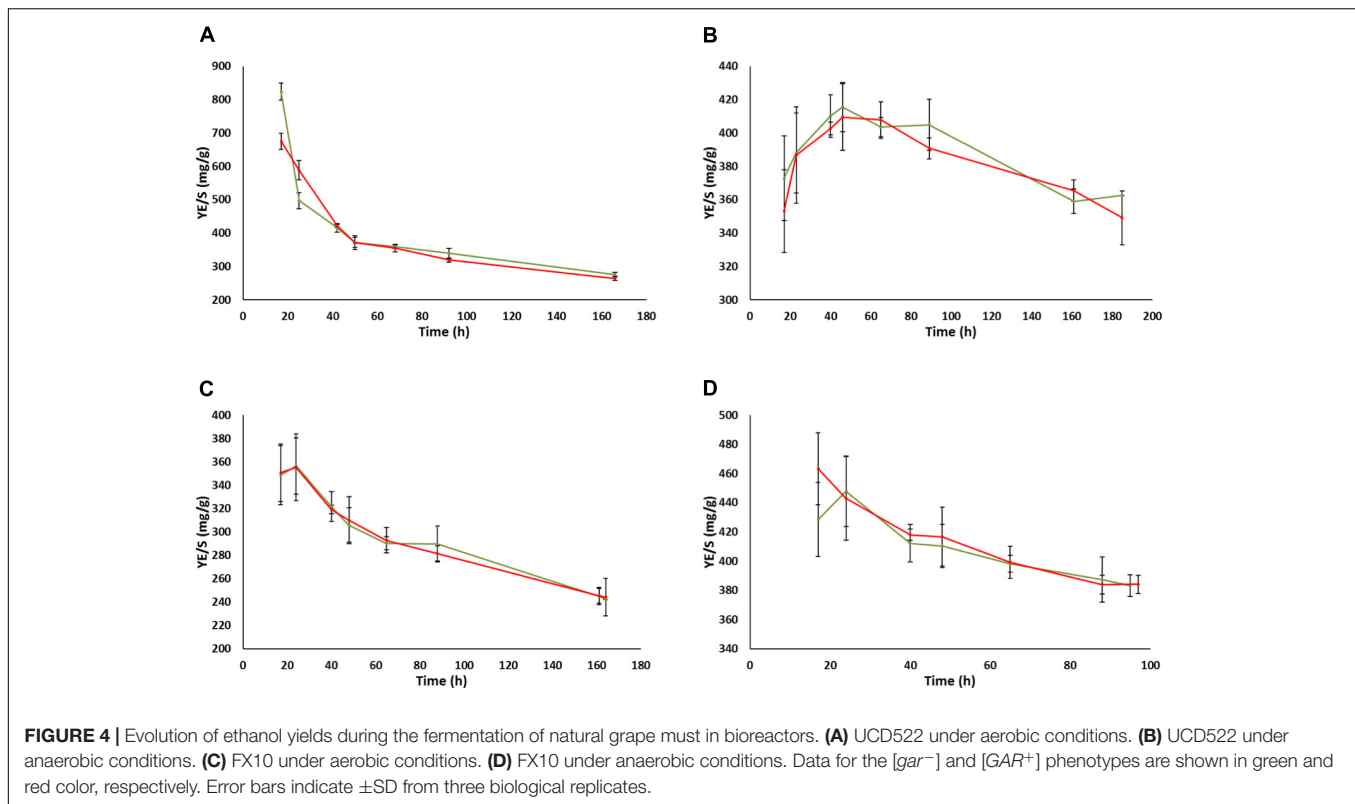 A
YE/S (mg/g)
900
800
700
600
500
400
300
200
0 20 40 60 80 100 120 140 160 180
Time (h)
B
YE/S (mg/g)
440
420
400
380
360
340
320
300
0 20 40 60 80 100 120 140 160 180 200
Time (h)
C
YE/S (mg/g)
400
380
360
340
320
300
280
260
240
220
200
0 20 40 60 80 100 120 140 160 180
Time (h)
D
YE/S (mg/g)
500
480
460
440
420
400
380
360
340
0 20 40 60 80 100
Time (h)
FIGURE 4 | Evolution of ethanol yields during the fermentation of natural grape must in bioreactors. (A) UCD522 under aerobic conditions. (B) UCD522 under
anaerobic conditions. (C) FX10 under aerobic conditions. (D) FX10 under anaerobic conditions. Data for the [gar−] and [GAR+] phenotypes are shown in green and
red color, respectively. Error bars indicate ±SD from three biological replicates.